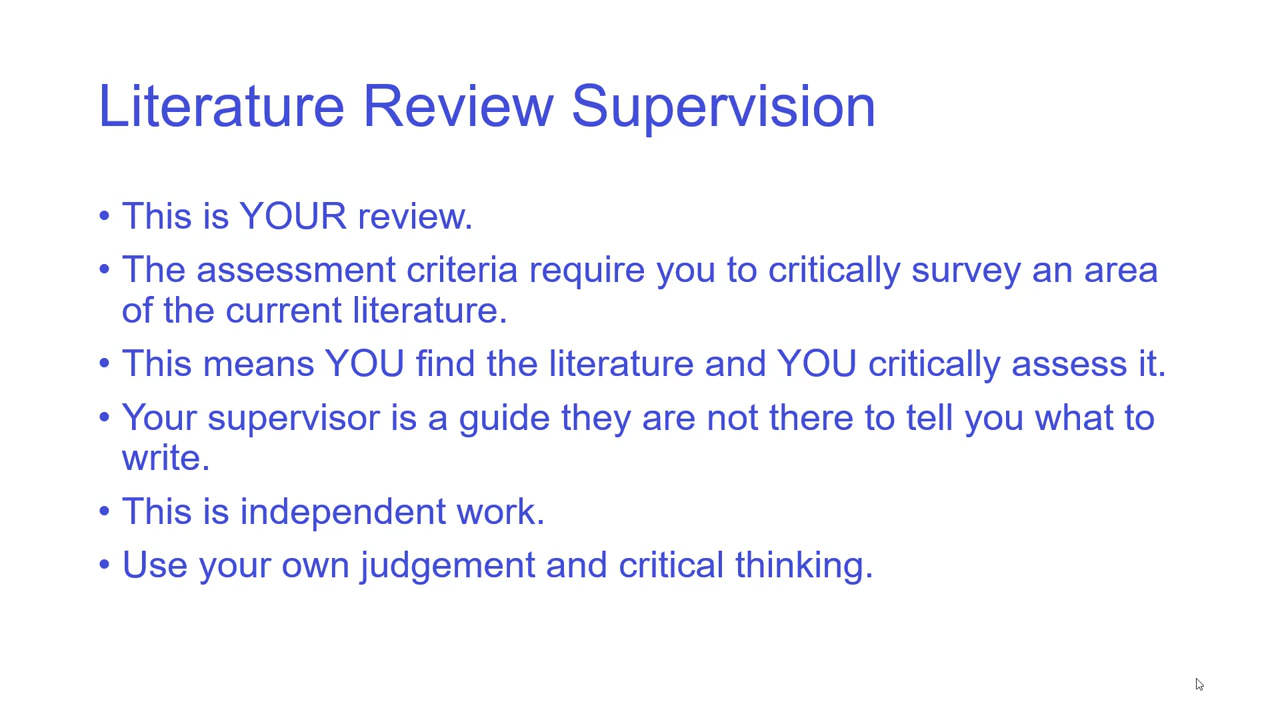 Literature Review Supervision
• This is YOUR review.
• The assessment criteria require you to critically survey an area
of the current literature.
• This means YOU find the literature and YOU critically assess it.
• Your supervisor is a guide they are not there to tell you what to
write.
• This is independent work.
• Use your own judgement and critical thinking.